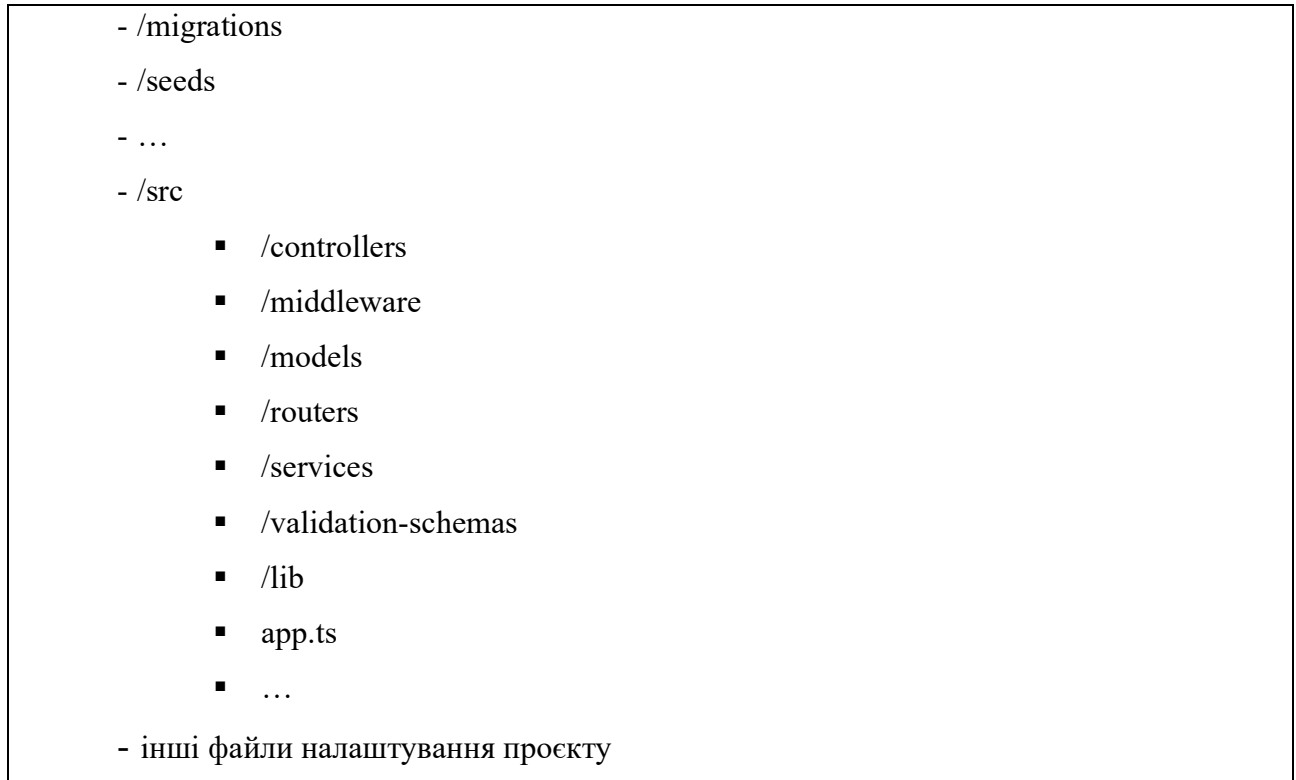 - /migrations
- /seeds
- …
- /src
▪ /controllers
▪ /middleware
▪ /models
▪ /routers
▪ /services
▪ /validation-schemas
▪ /lib
▪ app.ts
▪ …
- інші файли налаштування проєкту